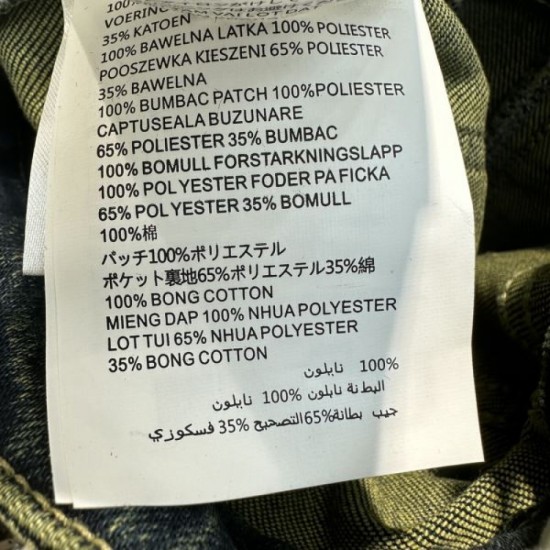 100%
VOERING
35% KATOEN
100% BAWELNA LATKA 100% POLIESTER
POOSZEWKA KIESZENI 65% POLIESTER
35% BAWELNA
100% BUMBAC PATCH 100%POLIESTER
CAPTUSEALA BUZUNARE
65% POLIESTER 35% BUMBAC
100% BOMULL FORSTARKNINGSLAPP
100% POLYESTER FODER PA FICKA
65% POLYESTER 35% BOMULL
100%棉
パッチ100%ポリエステル
ポケット裏地65%ポリエステル35%綿
100% BONG COTTON
MIENG DAP 100% NHUA POLYESTER
LOT TUI 65% NHUA POLYESTER
35% BONG COTTON
100% نايلون
البطانة نايلون 100% نايلون
جيب بطانة65%التصحيح 35% فسكوزي